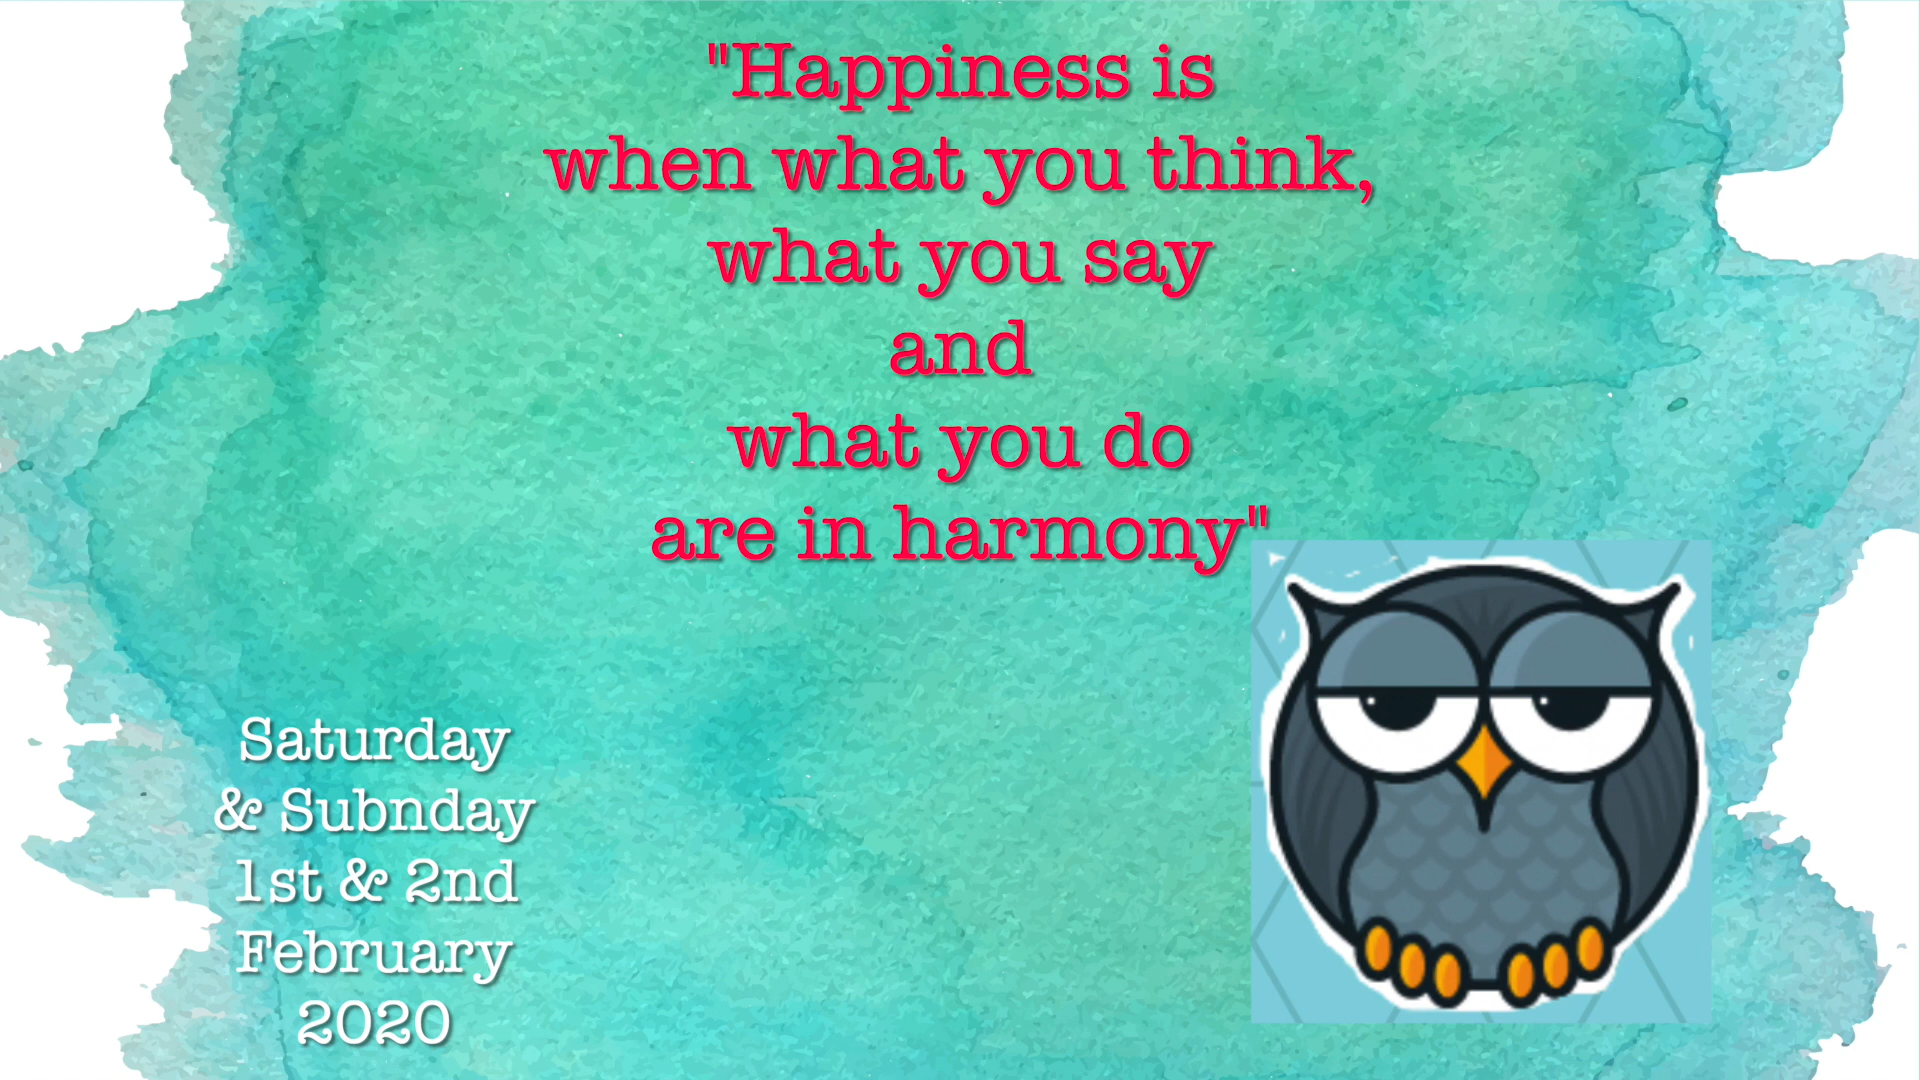 "Happiness is
when what you think,
what you say
and
what you do
are in harmony"
Saturday
& Subnday
1st & 2nd
February
2020